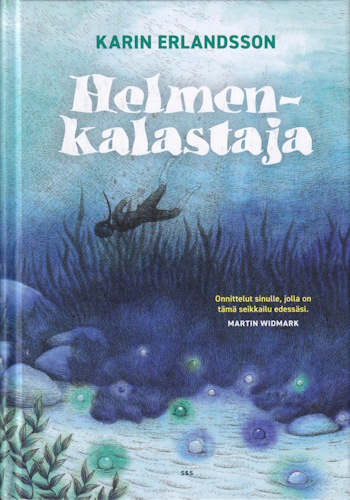 KARIN ERLANDSSON
Helmen-
kalastaja
Onnittelut sinulle, jolla on
tämä seikkailu edessäsi.
MARTIN WIDMARK
S&S